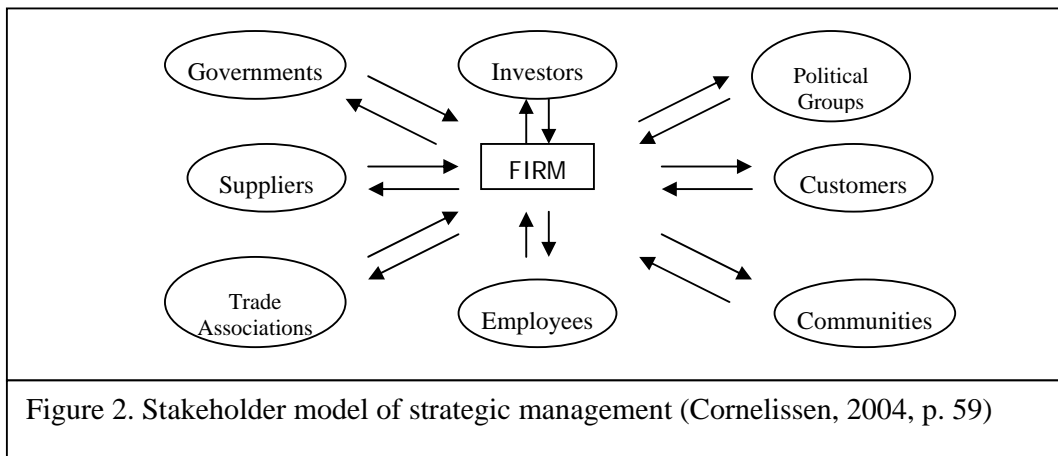 Governments
Investors
Political
Groups
Suppliers
FIRM
Customers
Trade
Associations
Employees
Communities
Figure 2. Stakeholder model of strategic management (Cornelissen, 2004, p. 59)